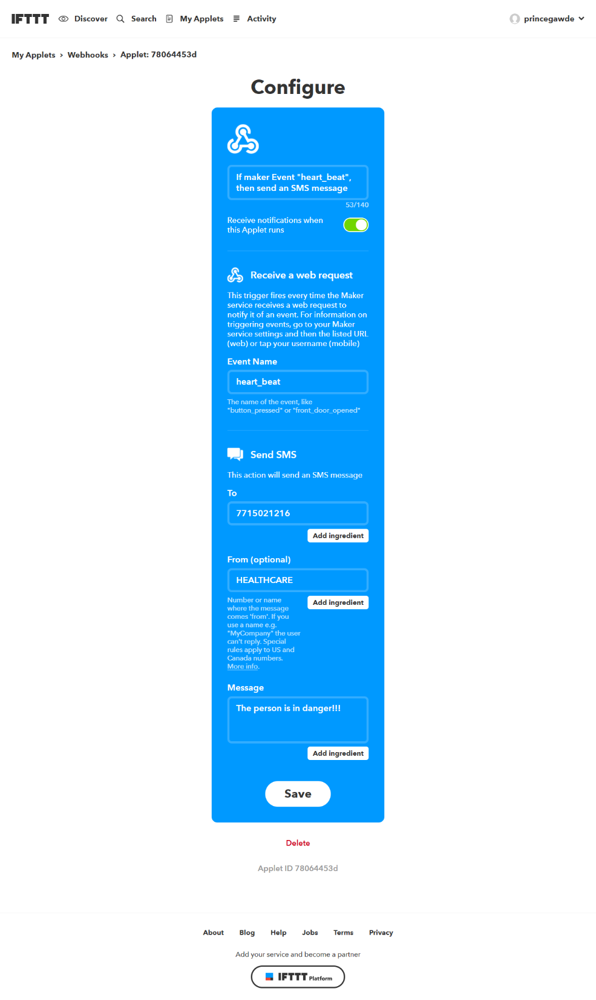 IFTTT Discover Search My Applets Activity princegawde
My Applets › Webhooks › Applet: 78064453d
Configure
If maker Event "heart_beat",
then send an SMS message
53/140
Receive notifications when
this Applet runs
Receive a web request
This trigger fires every time the Maker
service receives a web request to
notify it of an event. For information on
triggering events, go to your Maker
service settings and then the listed URL
(web) or tap your username (mobile)
Event Name
heart_beat
The name of the event, like
"button_pressed" or "front_door_opened"
Send SMS
This action will send an SMS message
To
7715021216
Add ingredient
From (optional)
HEALTHCARE
Add ingredient
Number or name
where the message
comes 'from'. If you
use a name e.g.
"MyCompany" the user
can't reply. Special
rules apply to US and
Canada numbers.
More info.
Message
The person is in danger!!!
Add ingredient
Save
Delete
Applet ID 78064453d
About Blog Help Jobs Terms Privacy
Add your service and become a partner
IFTTT Platform